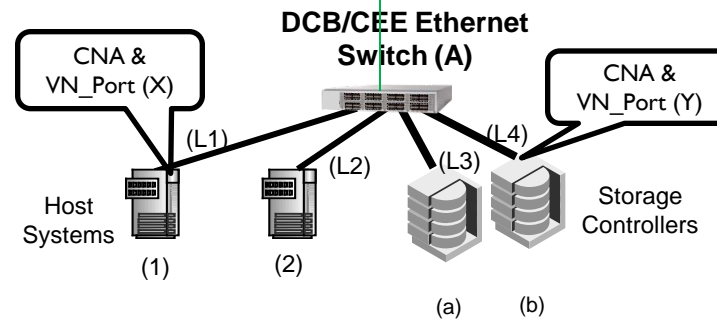 DCB/CEE Ethernet
Switch (A)
CNA &
VN_Port (X)
CNA &
VN_Port (Y)
(L1)
(L2)
(L3)
(L4)
Host
Systems
Storage
Controllers
(1)
(2)
(a)
(b)